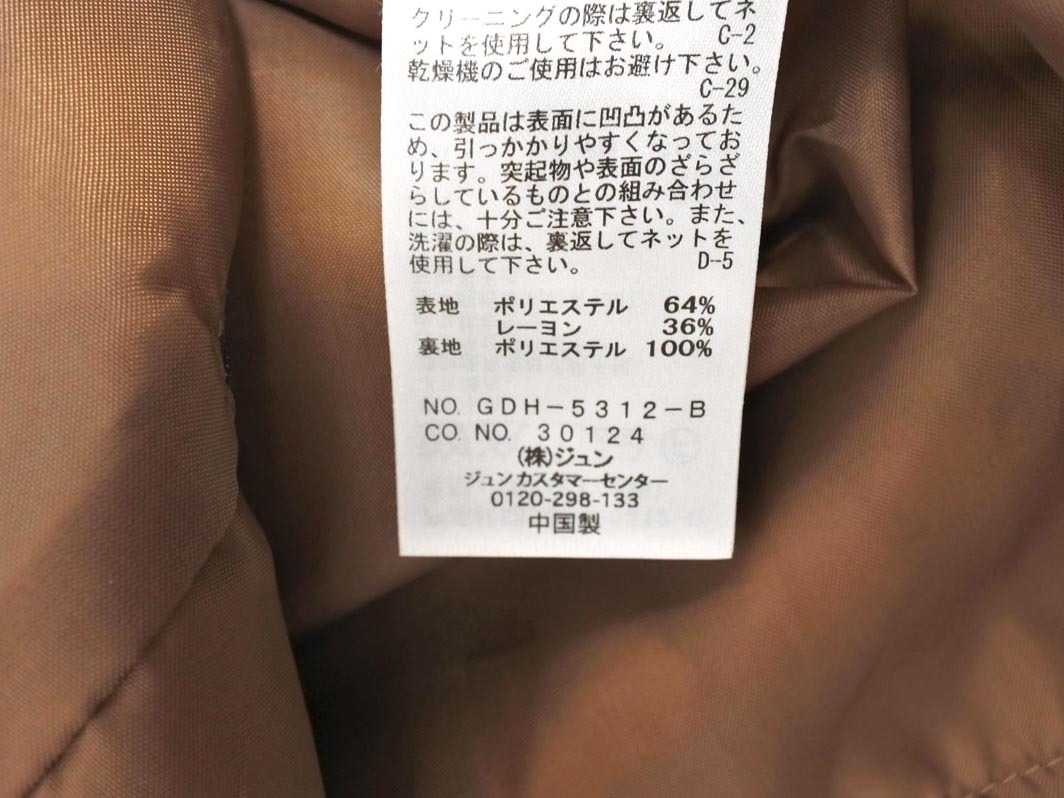 クリーニングの際は裏返してネ
ットを使用して下さい。 C-2
乾燥機のご使用はお避け下さい。
C-29
この製品は表面に凹凸があるた
め、引っかかりやすくなってお
ります。突起物や表面のざらざ
らしているものとの組み合わせ
には、十分ご注意下さい。また、
洗濯の際は、裏返してネットを
使用して下さい。 D-5
表地 ポリエステル 64%
レーヨン 36%
裏地 ポリエステル 100%
NO. GDH-5312-B
CO. NO. 30124
(株)ジュン
ジュンカスタマーセンター
0120-298-133
中国製